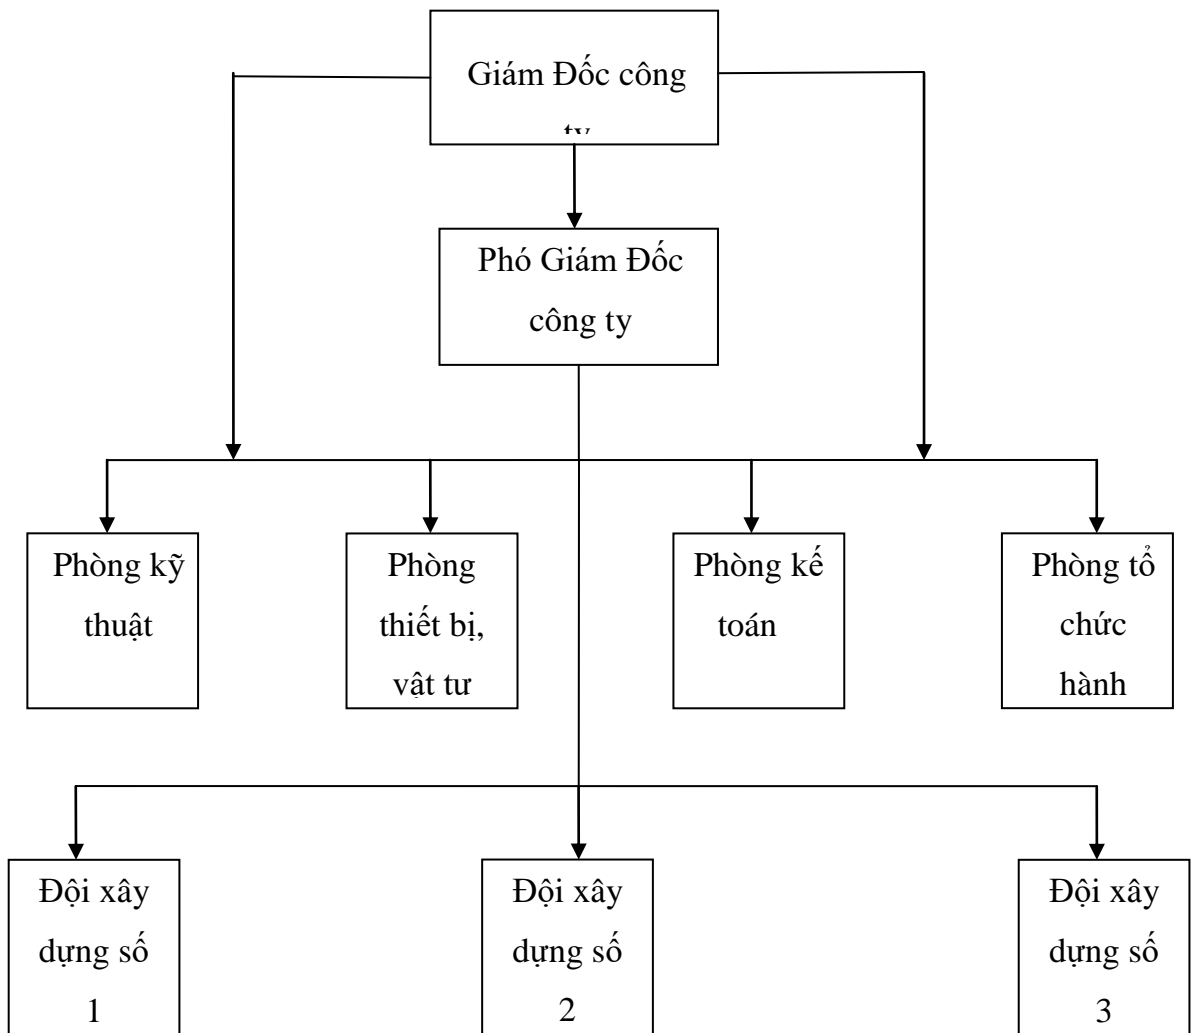 Giám Đốc công
ty
Phó Giám Đốc
công ty
Phòng kỹ
thuật
Phòng
thiết bị,
vật tư
Phòng kế
toán
Phòng tổ
chức
hành
Đội xây
dựng số
1
Đội xây
dựng số
2
Đội xây
dựng số
3